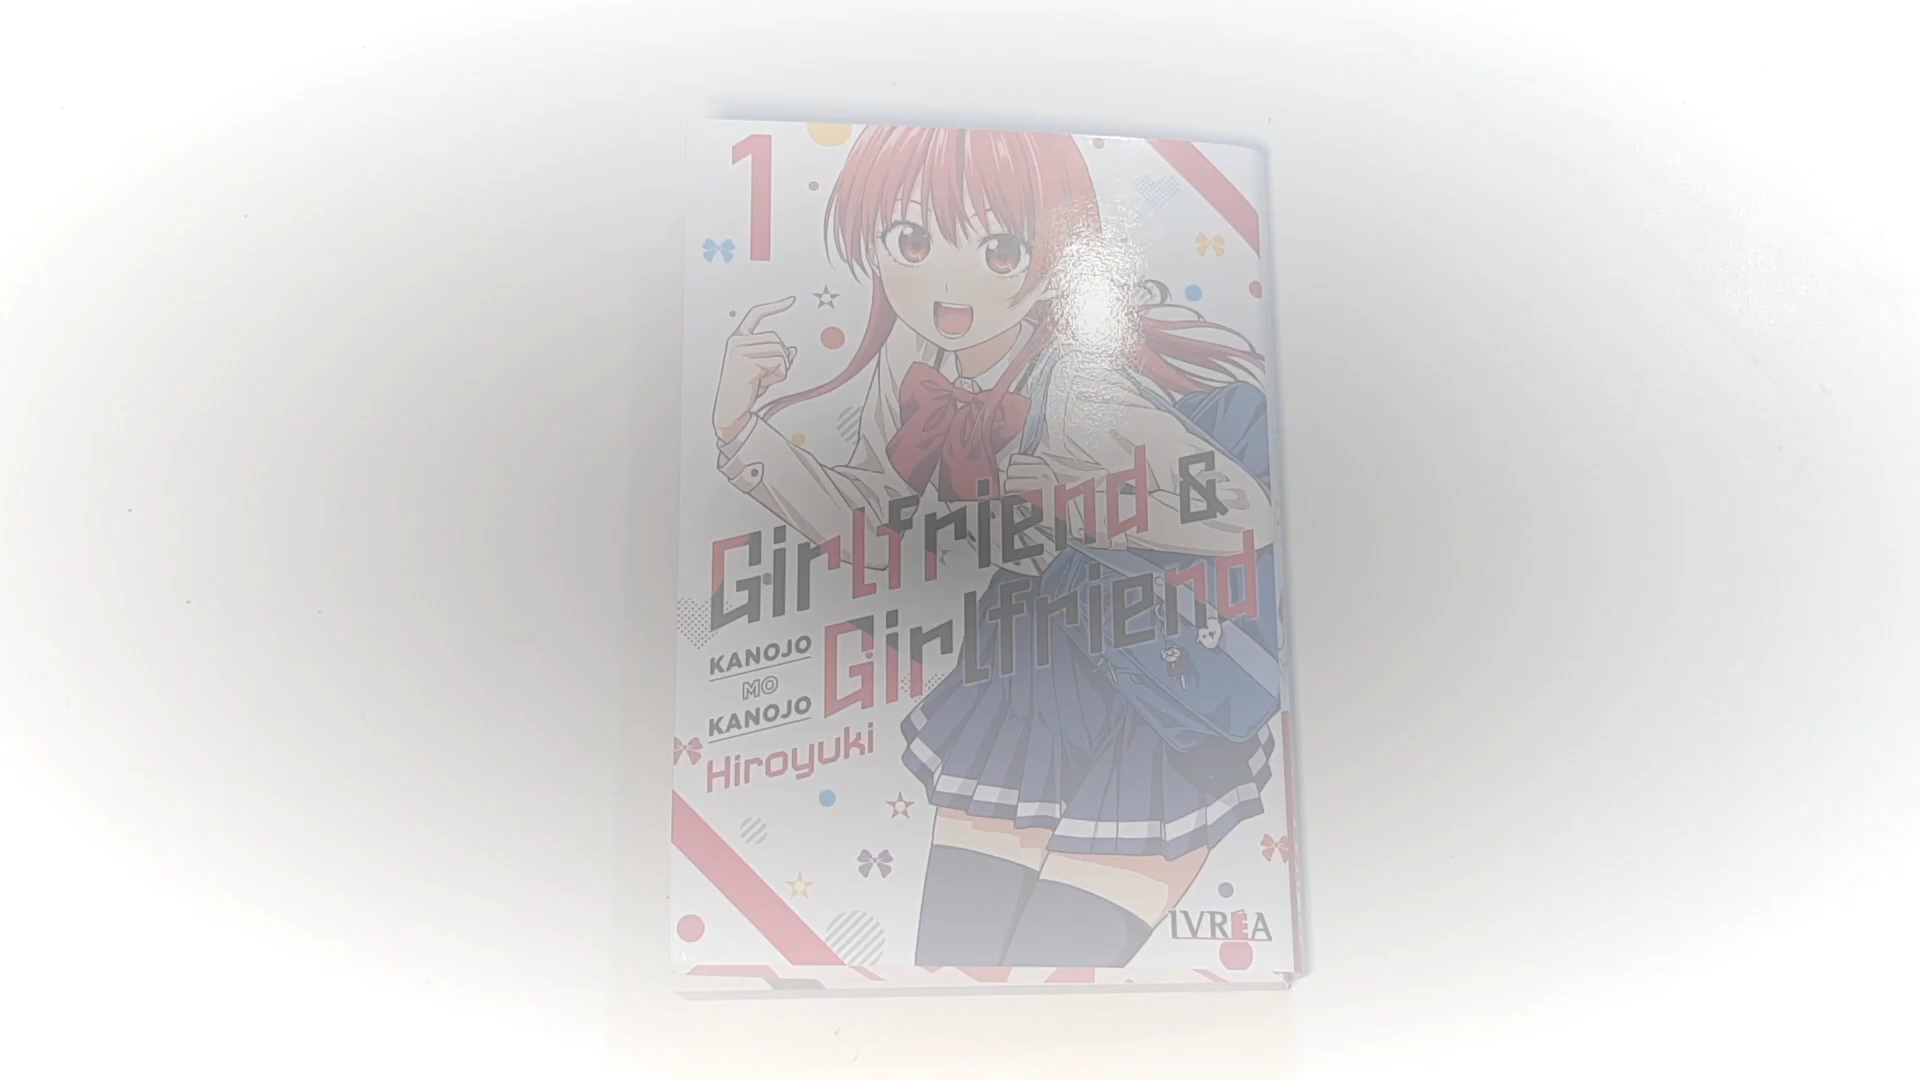 1
Girlfriend &
Girlfriend
KANOJO
MO
KANOJO
Hiroyuki
IVREA